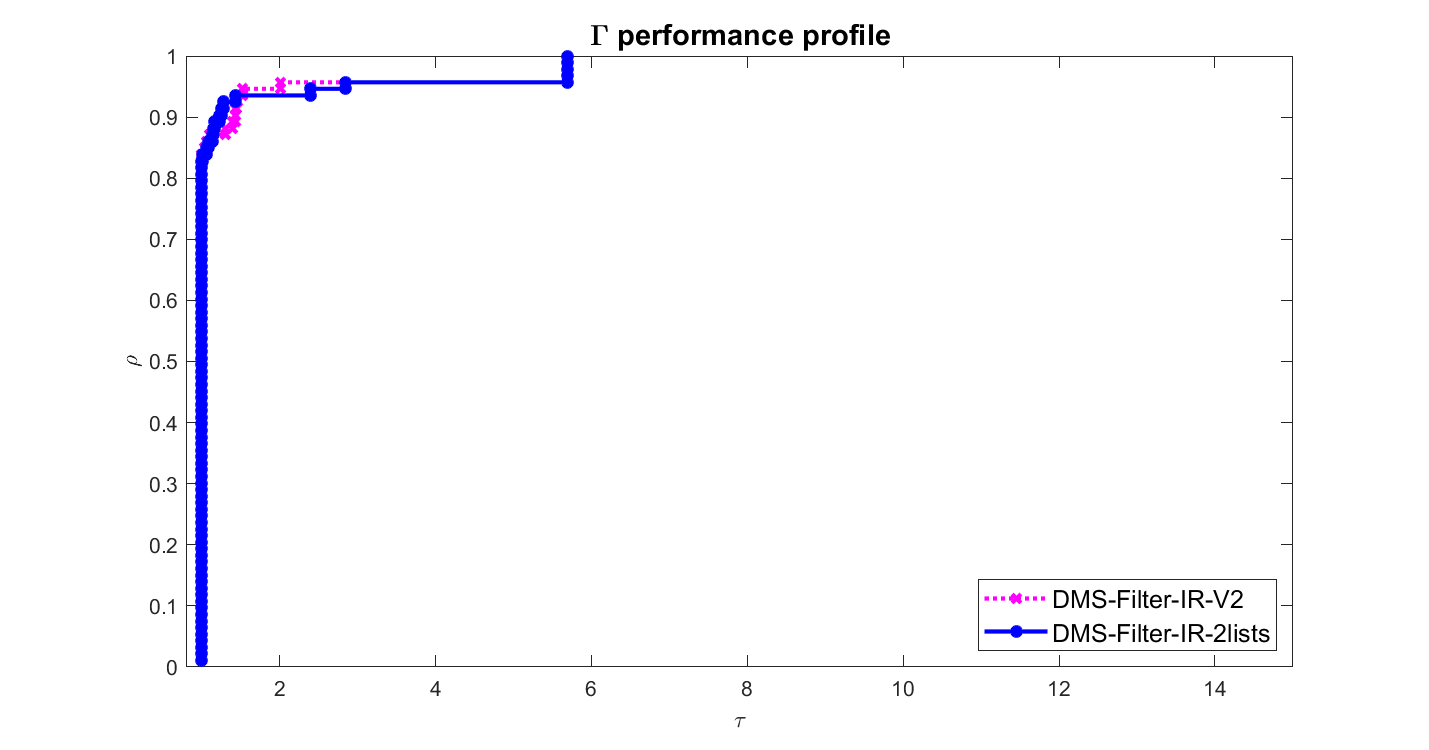 Γ performance profile
1
0.9
0.8
0.7
0.6
0.5
0.4
0.3
0.2
0.1
0
ρ
2 4 6 8 10 12 14
τ
DMS-Filter-IR-V2
DMS-Filter-IR-2lists